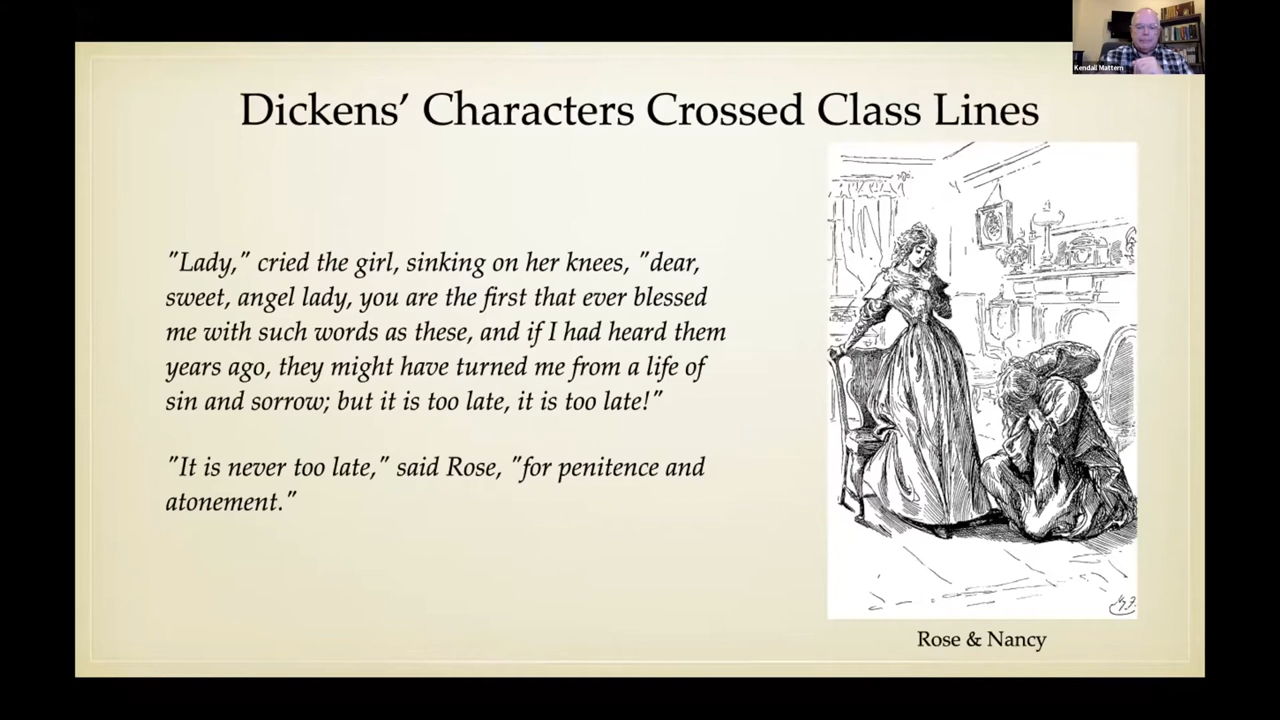 Kendall Mattern
Dickens’ Characters Crossed Class Lines
"Lady," cried the girl, sinking on her knees, "dear,
sweet, angel lady, you are the first that ever blessed
me with such words as these, and if I had heard them
years ago, they might have turned me from a life of
sin and sorrow; but it is too late, it is too late!"
"It is never too late," said Rose, "for penitence and
atonement."
Rose & Nancy